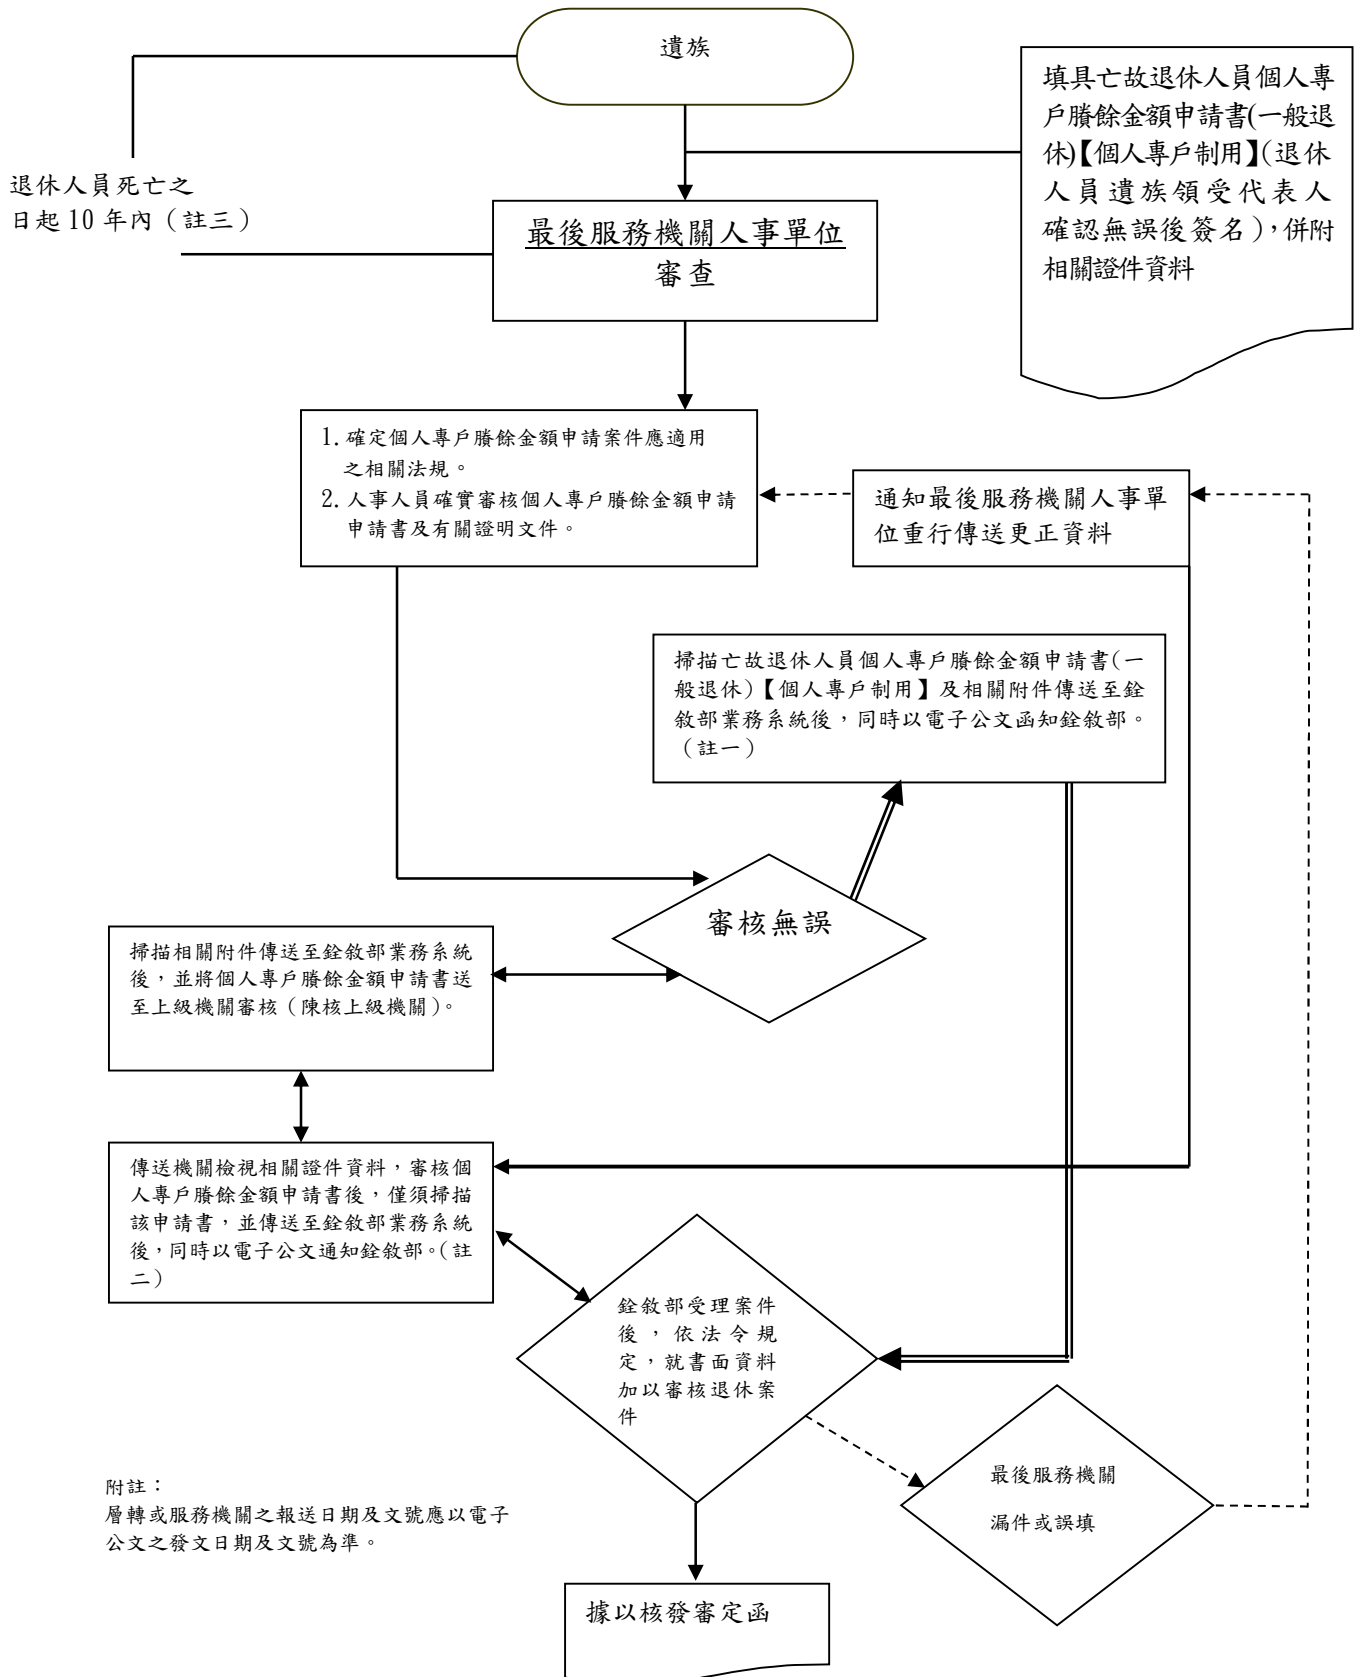 遺族
填具亡故退休人員個人專
戶賸餘金額申請書(一般退
休)【個人專戶制用】(退休
人員遺族領受代表人
確認無誤後簽名),併附
相關證件資料
退休人員死亡之
日起10年內（註三）
最後服務機關人事單位
審查
1. 確定個人專戶賸餘金額申請案件應適用
之相關法規。
2. 人事人員確實審核個人專戶賸餘金額申請
申請書及有關證明文件。
通知最後服務機關人事單
位重行傳送更正資料
掃描亡故退休人員個人專戶賸餘金額申請書(一
般退休)【個人專戶制用】及相關附件傳送至銓
敘部業務系統後，同時以電子公文函知銓敘部。
（註一）
審核無誤
掃描相關附件傳送至銓敘部業務系統
後，並將個人專戶賸餘金額申請書送
至上級機關審核（陳核上級機關）。
傳送機關檢視相關證件資料，審核個
人專戶賸餘金額申請書後，僅須掃描
該申請書，並傳送至銓敘部業務系統
後，同時以電子公文通知銓敘部。（註
二）
銓敘部受理案件
後，依法令規
定，就書面資料
加以審核退休案
件
最後服務機關
漏件或誤填
附註：
層轉或服務機關之報送日期及文號應以電子
公文之發文日期及文號為準。
據以核發審定函